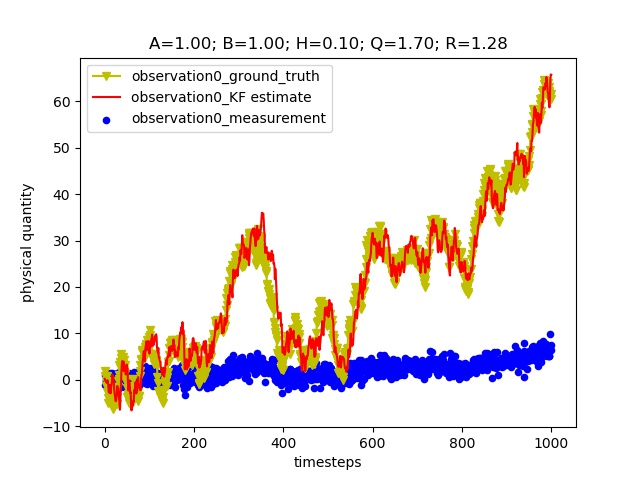 A=1.00; B=1.00; H=0.10; Q=1.70; R=1.28
observation0_ground_truth
observation0_KF estimate
observation0_measurement
physical quantity
60
50
40
30
20
10
0
−10
0 200 400 600 800 1000
timesteps